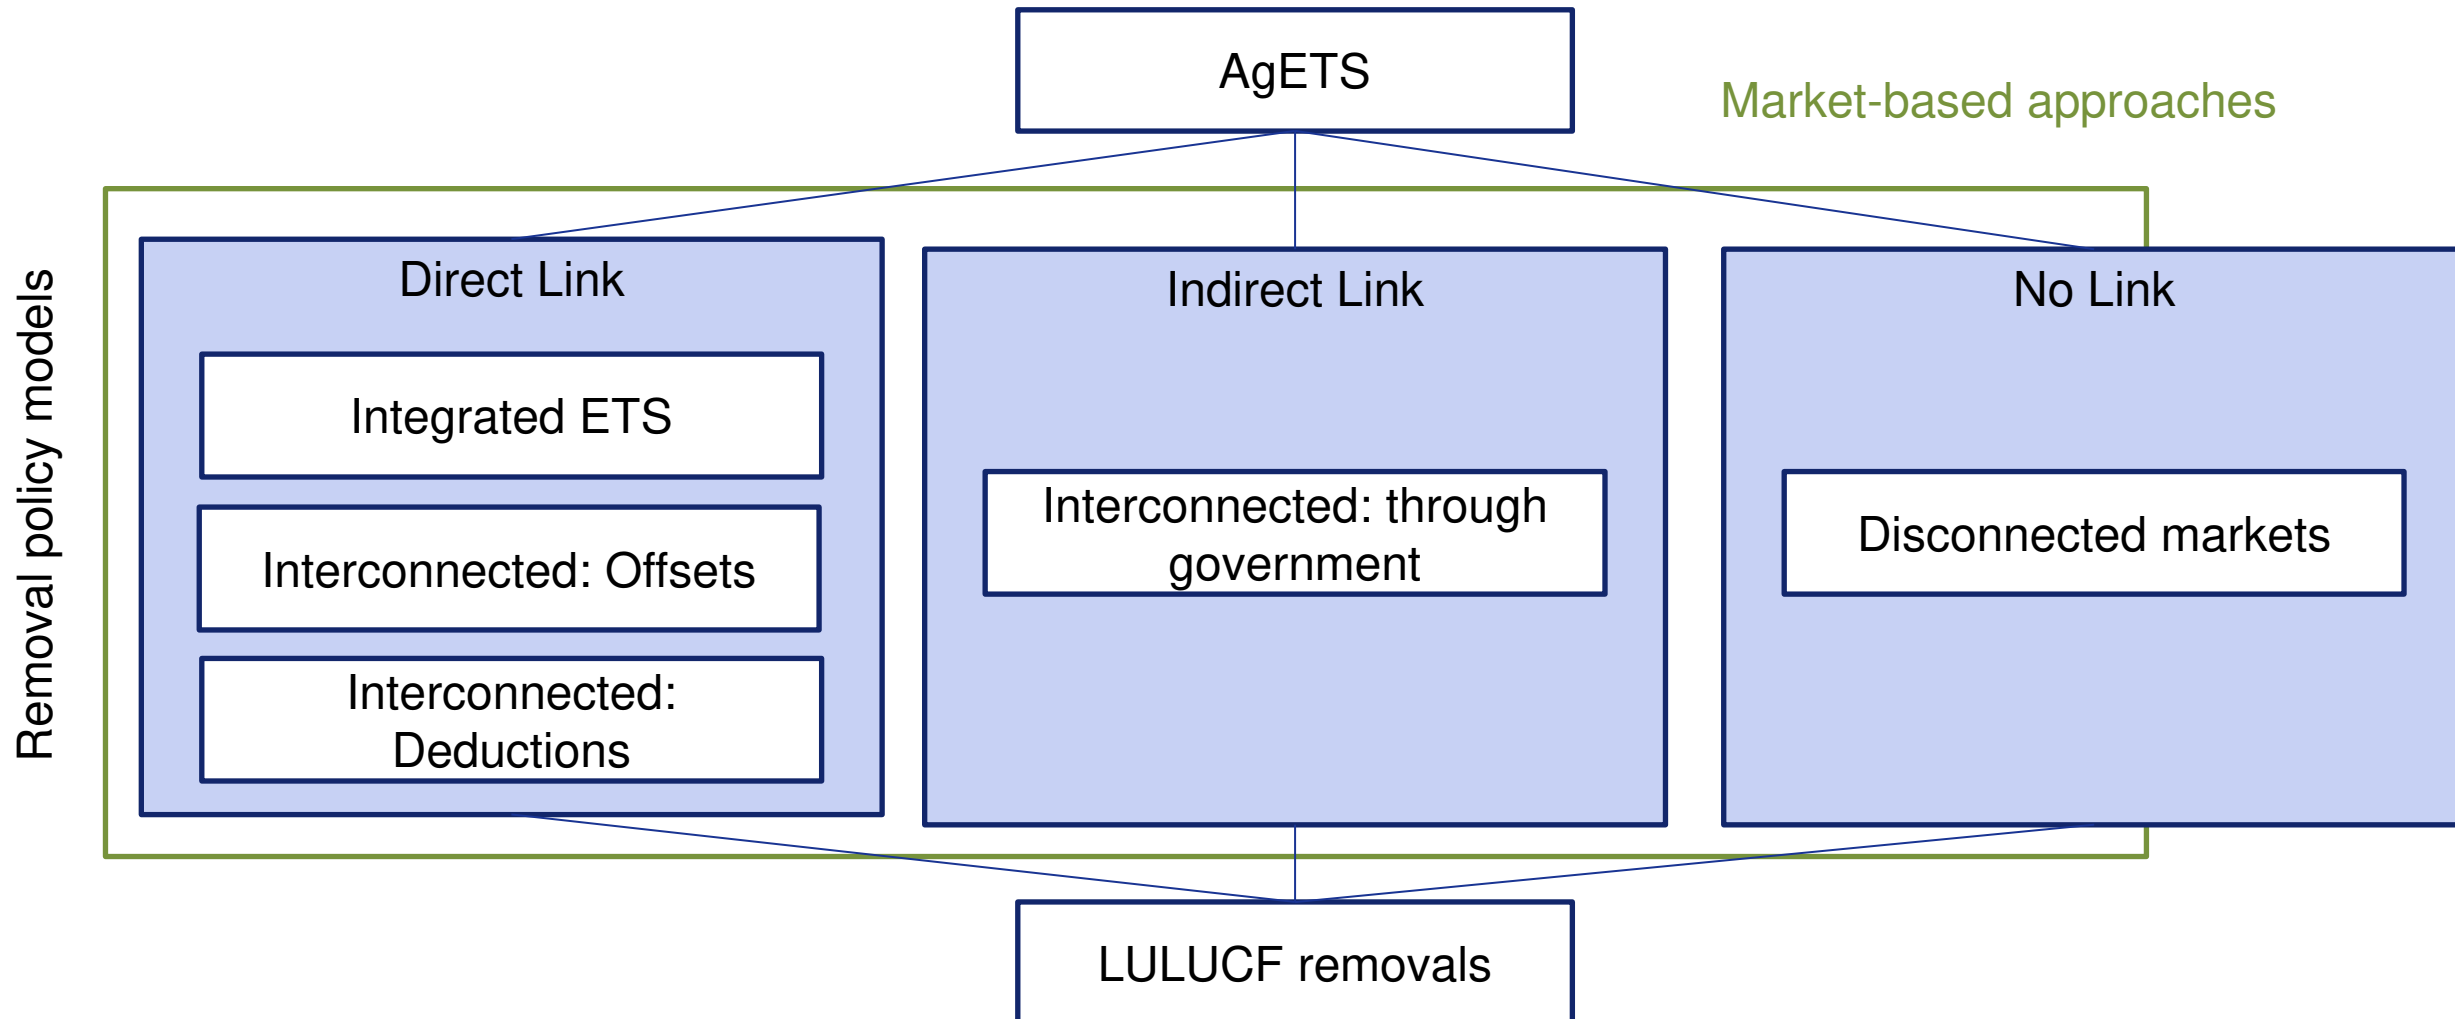 AgETS
Market-based approaches
Removal policy models
Direct Link
Integrated ETS
Interconnected: Offsets
Interconnected:
Deductions
Indirect Link
Interconnected: through
government
No Link
Disconnected markets
LULUCF removals